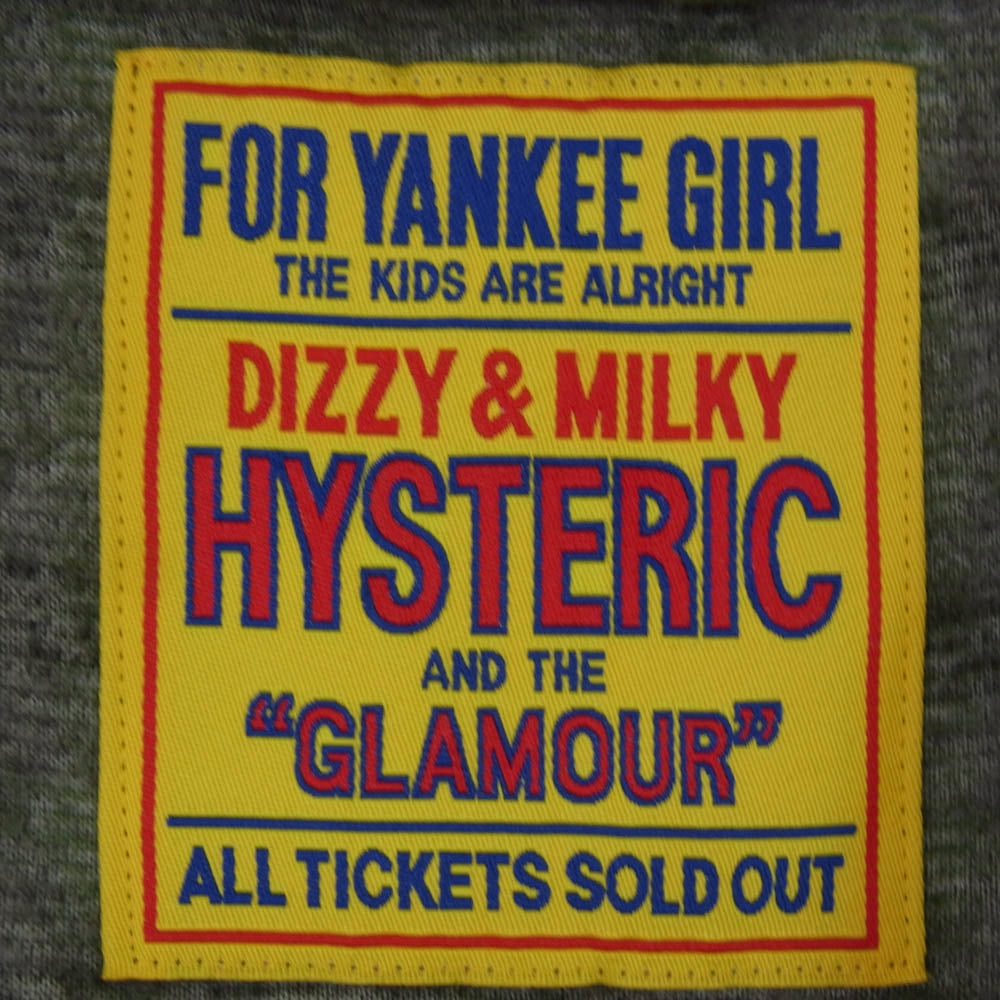 FOR YANKEE GIRL
THE KIDS ARE ALRIGHT
DIZZY & MILKY
HYSTERIC
AND THE
“GLAMOUR”
ALL TICKETS SOLD OUT